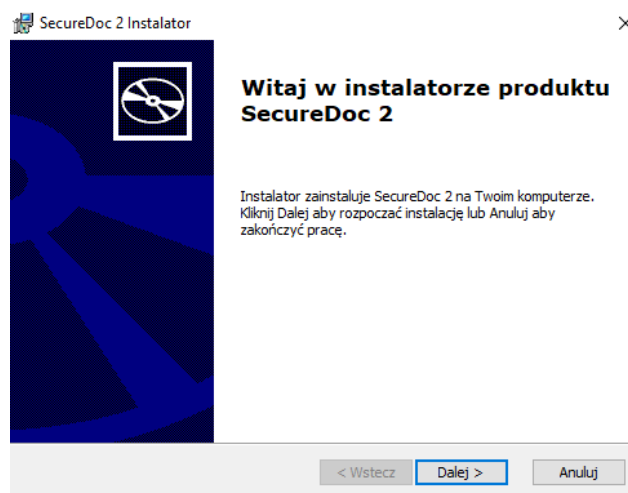 SecureDoc 2 Instalator
Witaj w instalatorze produktu
SecureDoc 2
Instalator zainstaluje SecureDoc 2 na Twoim komputerze.
Kliknij Dalej aby rozpocząć instalację lub Anuluj aby
zakończyć pracę.
< Wstecz Dalej > Anuluj